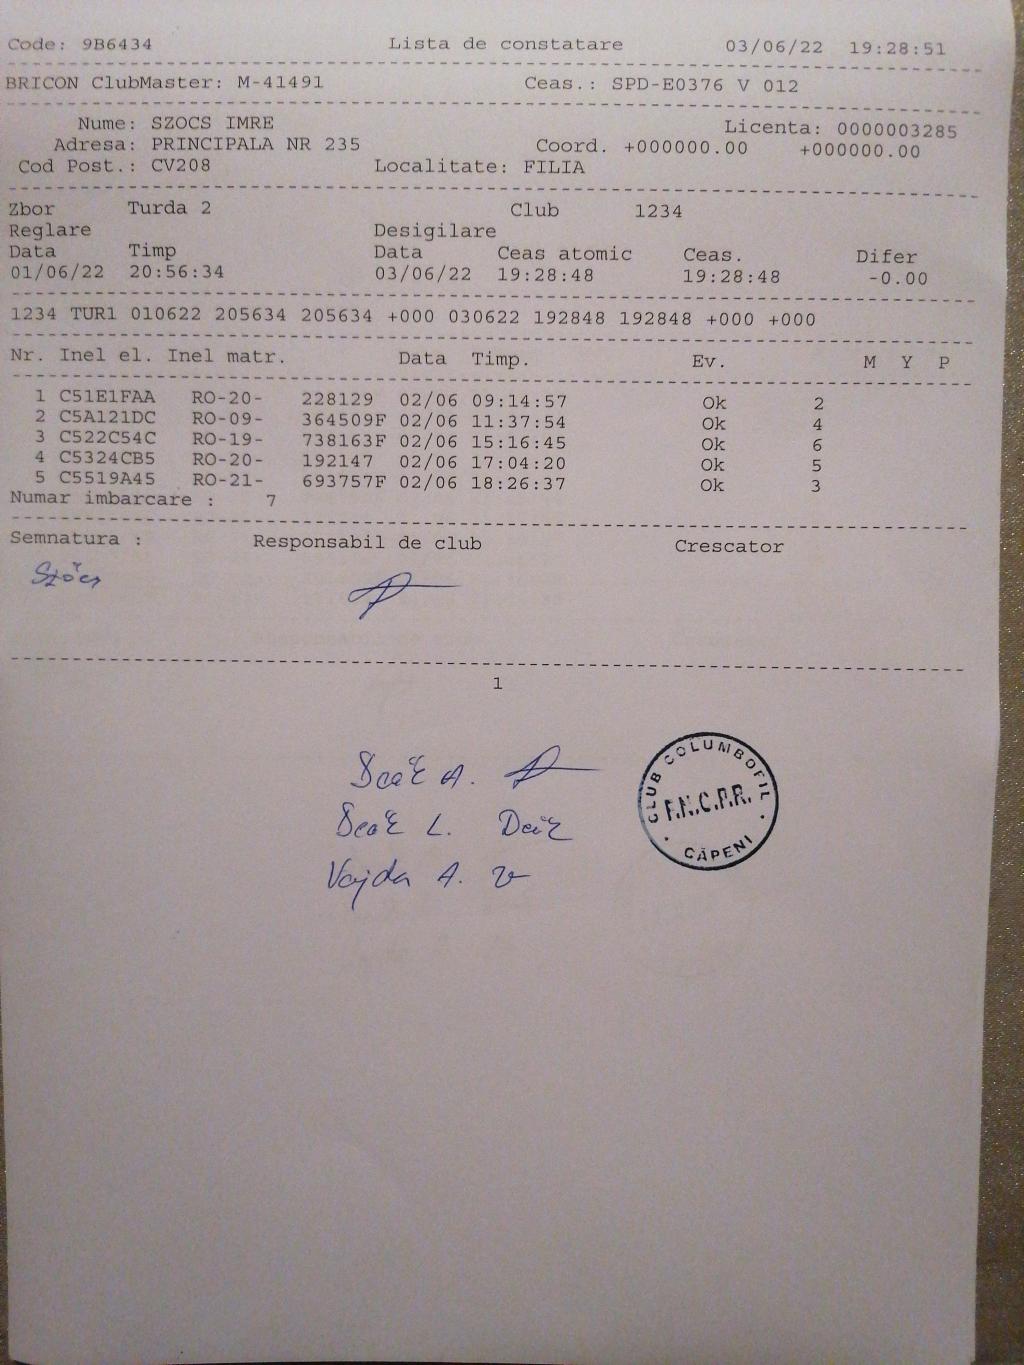 Code: 9B6434 Lista de constatare 03/06/22 19:28:51
BRICON ClubMaster: M-41491 Ceas.: SPD-E0376 V 012
Nume: SZOCS IMRE Licenta: 0000003285
Adresa: PRINCIPALA NR 235 Coord. +000000.00 +000000.00
Cod Post.: CV208 Localitate: FILIA
Zbor Turda 2 Club 1234
Reglare Desigilare
Data Timp Data Ceas atomic Ceas. Difer
01/06/22 20:56:34 03/06/22 19:28:48 19:28:48 -0.00
1234 TUR1 010622 205634 205634 +000 030622 192848 192848 +000 +000
Nr. Inel el. Inel matr. Data Timp. Ev. M Y P
1 C51E1FAA RO-20- 228129 02/06 09:14:57 Ok 2
2 C5A121DC RO-09- 364509F 02/06 11:37:54 Ok 4
3 C522C54C RO-19- 738163F 02/06 15:16:45 Ok 6
4 C5324CB5 RO-20- 192147 02/06 17:04:20 Ok 5
5 C5519A45 RO-21- 693757F 02/06 18:26:37 Ok 3
Numar imbarcare : 7
Semnatura : Responsabil de club Crescator
Szőcs
1
A.
L.
Vajda A.
CLUB COLUMBOFIL
F.N.C.P.R.
CĂPENI